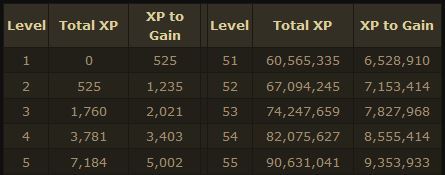 Level Total XP XP to Gain Level Total XP XP to Gain
1 0 525 51 60,565,335 6,528,910
2 525 1,235 52 67,094,245 7,153,414
3 1,760 2,021 53 74,247,659 7,827,968
4 3,781 3,403 54 82,075,627 8,555,414
5 7,184 5,002 55 90,631,041 9,353,933